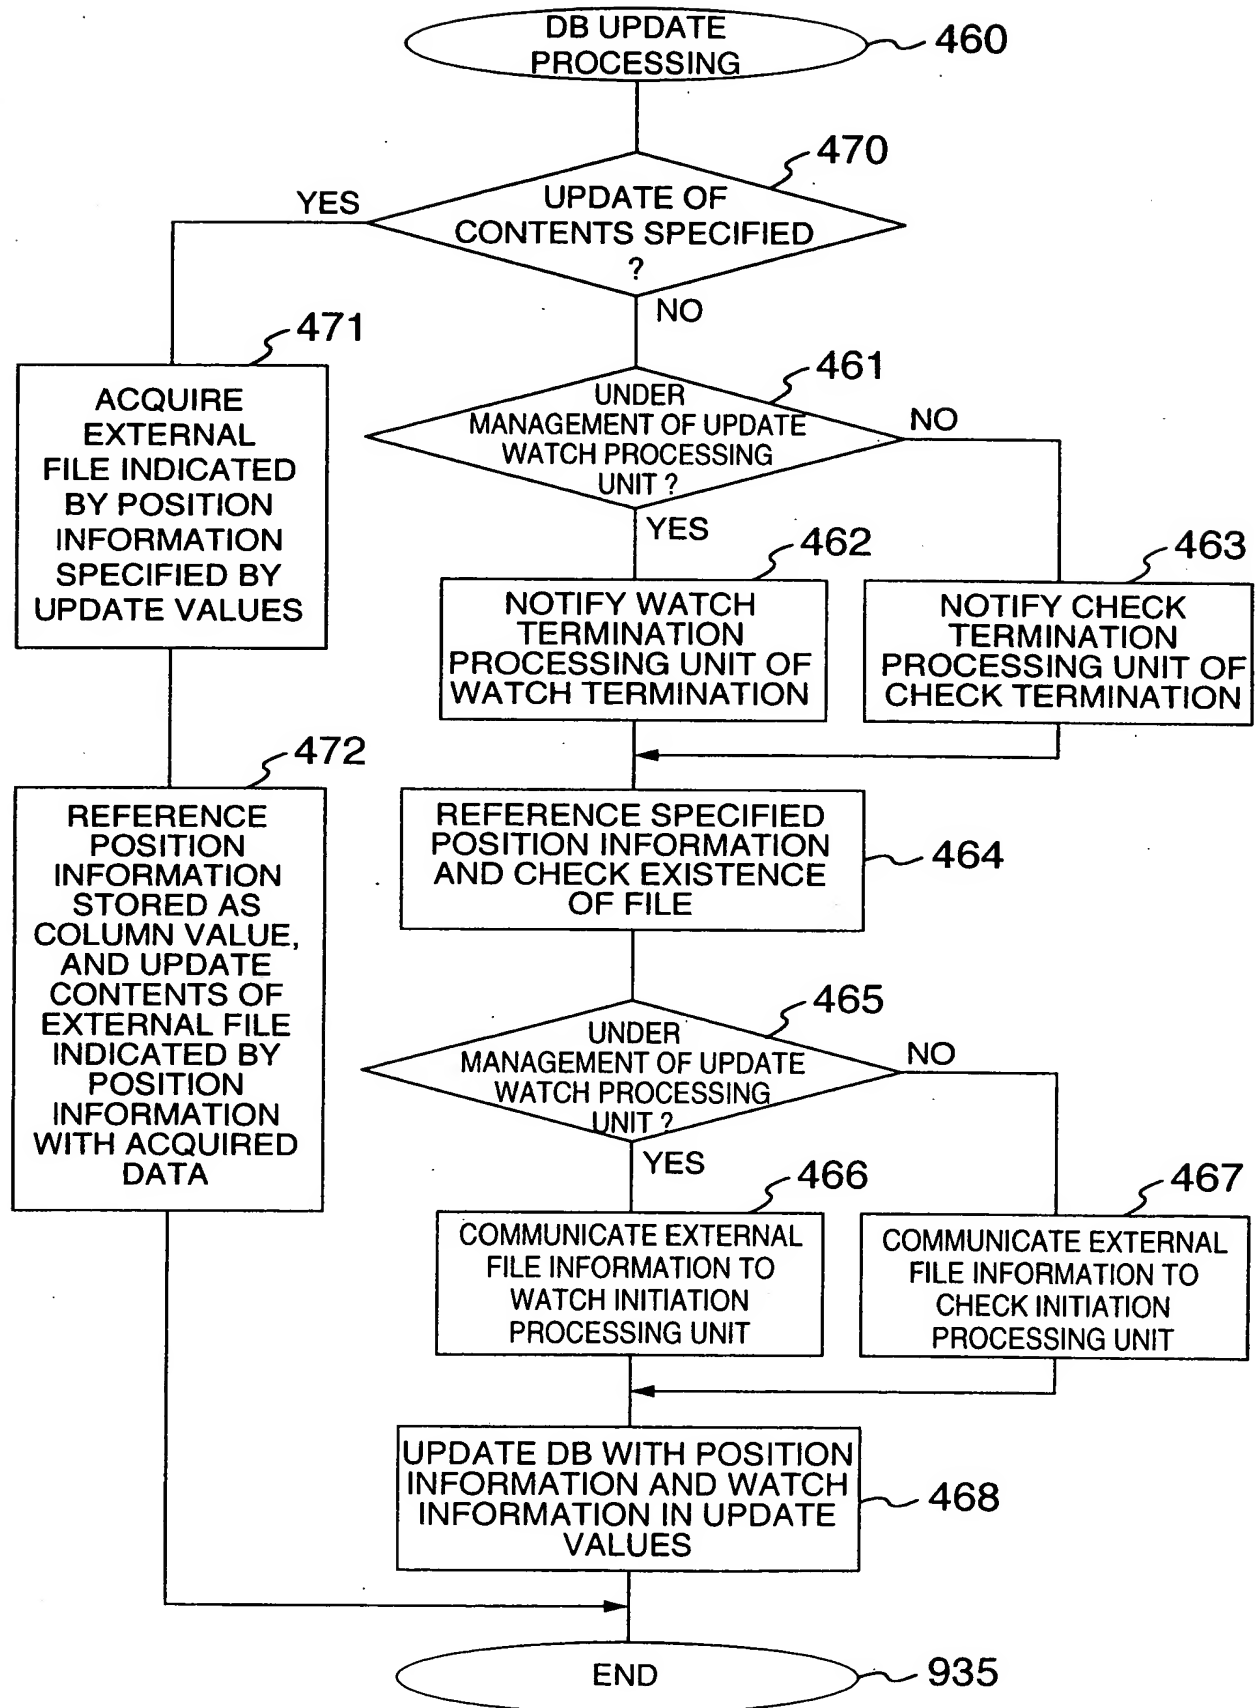 DB UPDATE
PROCESSING
460
470
UPDATE OF
CONTENTS SPECIFIED
?
YES
NO
471
ACQUIRE
EXTERNAL
FILE INDICATED
BY POSITION
INFORMATION
SPECIFIED BY
UPDATE VALUES
461
UNDER
MANAGEMENT OF UPDATE
WATCH PROCESSING
UNIT ?
NO
YES
462
NOTIFY WATCH
TERMINATION
PROCESSING UNIT OF
WATCH TERMINATION
463
NOTIFY CHECK
TERMINATION
PROCESSING UNIT OF
CHECK TERMINATION
472
REFERENCE
POSITION
INFORMATION
STORED AS
COLUMN VALUE,
AND UPDATE
CONTENTS OF
EXTERNAL FILE
INDICATED BY
POSITION
INFORMATION
WITH ACQUIRED
DATA
REFERENCE SPECIFIED
POSITION INFORMATION
AND CHECK EXISTENCE
OF FILE
464
465
UNDER
MANAGEMENT OF UPDATE
WATCH PROCESSING
UNIT ?
NO
YES
466
COMMUNICATE EXTERNAL
FILE INFORMATION TO
WATCH INITIATION
PROCESSING UNIT
467
COMMUNICATE EXTERNAL
FILE INFORMATION TO
CHECK INITIATION
PROCESSING UNIT
UPDATE DB WITH POSITION
INFORMATION AND WATCH
INFORMATION IN UPDATE
VALUES
468
END
935